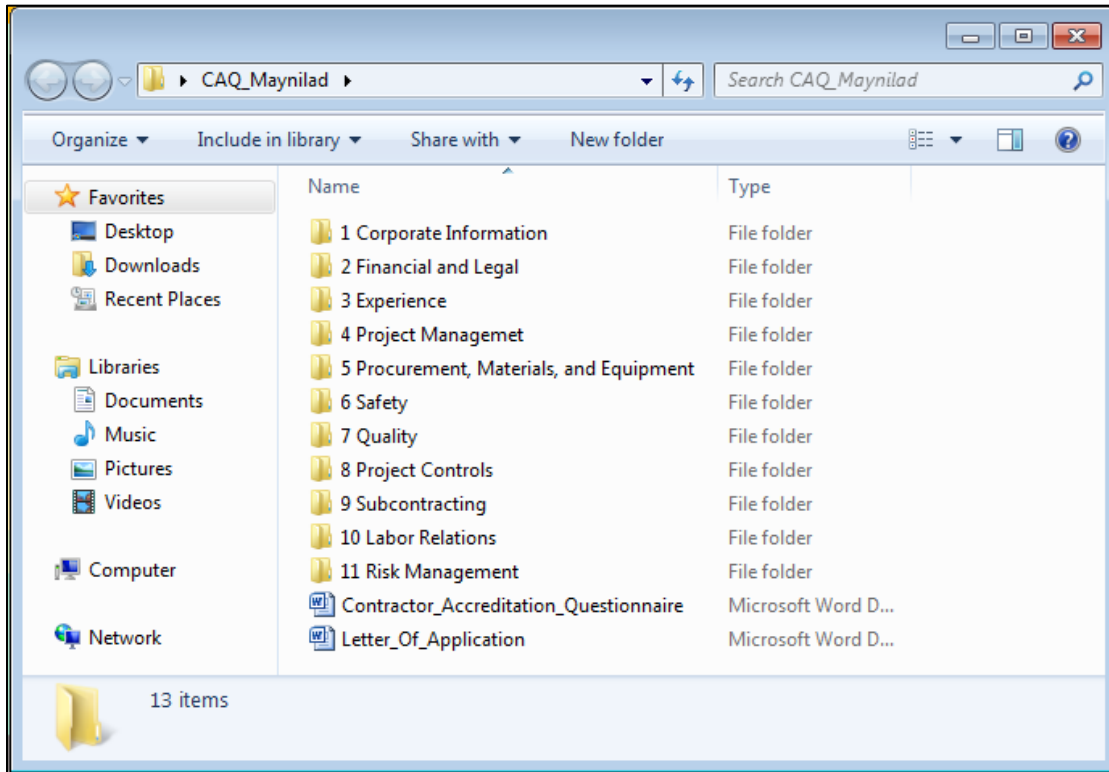 CAQ_Maynilad
Search CAQ_Maynilad
Organize Include in library Share with New folder
Name Type
Favorites
Desktop
Downloads
Recent Places
Libraries
Documents
Music
Pictures
Videos
Computer
Network
1 Corporate Information File folder
2 Financial and Legal File folder
3 Experience File folder
4 Project Managemet File folder
5 Procurement, Materials, and Equipment File folder
6 Safety File folder
7 Quality File folder
8 Project Controls File folder
9 Subcontracting File folder
10 Labor Relations File folder
11 Risk Management File folder
Contractor_Accreditation_Questionnaire Microsoft Word D...
Letter_Of_Application Microsoft Word D...
13 items